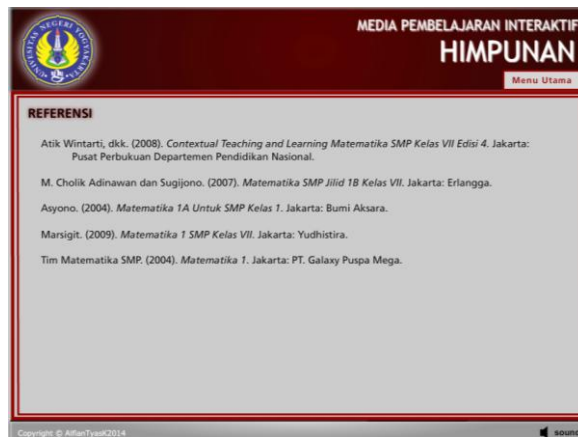 UNIVERSITAS NEGERI YOGYAKARTA
MEDIA PEMBELAJARAN INTERAKTIF
HIMPUNAN
Menu Utama
REFERENSI
Atik Wintarti, dkk. (2008). Contextual Teaching and Learning Matematika SMP Kelas VII Edisi 4. Jakarta:
Pusat Perbukuan Departemen Pendidikan Nasional.
M. Cholik Adinawan dan Sugijono. (2007). Matematika SMP Jilid 1B Kelas VII. Jakarta: Erlangga.
Asyono. (2004). Matematika 1A Untuk SMP Kelas 1. Jakarta: Bumi Aksara.
Marsigit. (2009). Matematika 1 SMP Kelas VII. Jakarta: Yudhistira.
Tim Matematika SMP. (2004). Matematika 1. Jakarta: PT. Galaxy Puspa Mega.
Copyright © AlfianTyasK2014
sound